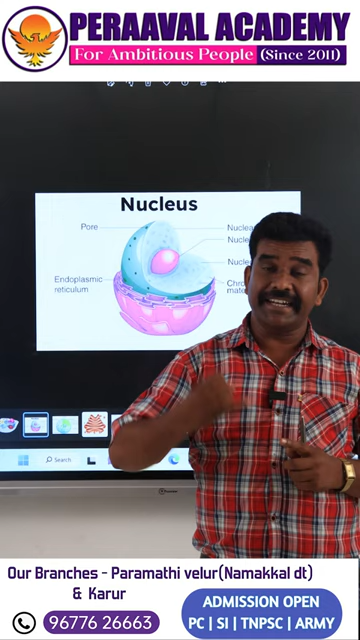 PERAAVAL ACADEMY
For Ambitious People (Since 2011)
Nucleus
Pore
Endoplasmic
reticulum
Search
Our Branches - Paramathi velur(Namakkal dt)
& Karur
96776 26663
ADMISSION OPEN
PC | SI | TNPSC | ARMY